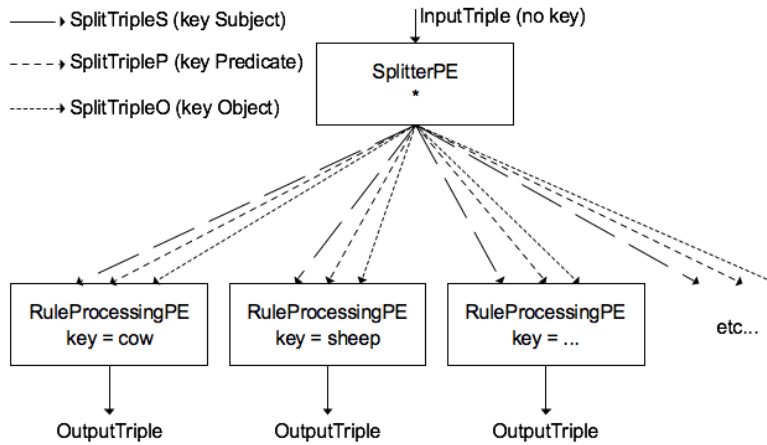 SplitTripleS (key Subject)
InputTriple (no key)
SplitTripleP (key Predicate)
SplitterPE
*
SplitTripleO (key Object)
RuleProcessingPE
key = cow
RuleProcessingPE
key = sheep
RuleProcessingPE
key = ...
etc...
OutputTriple
OutputTriple
OutputTriple